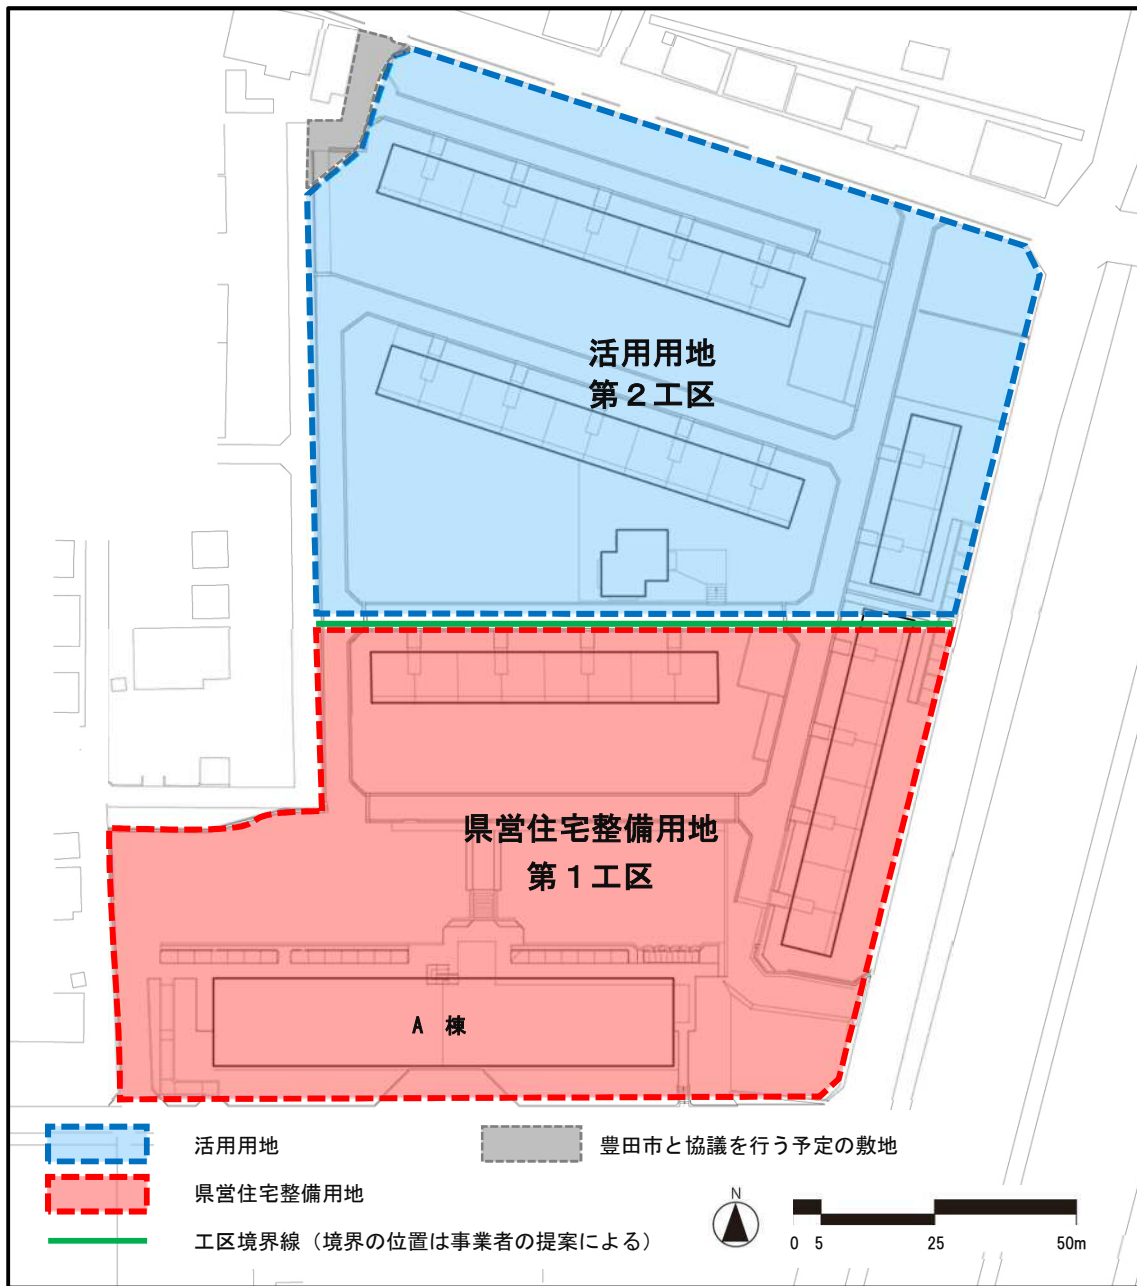 活用用地
第２工区
県営住宅整備用地
第１工区
A 棟
活用用地
豊田市と協議を行う予定の敷地
県営住宅整備用地
工区境界線（境界の位置は事業者の提案による）
N
0 5 25 50m